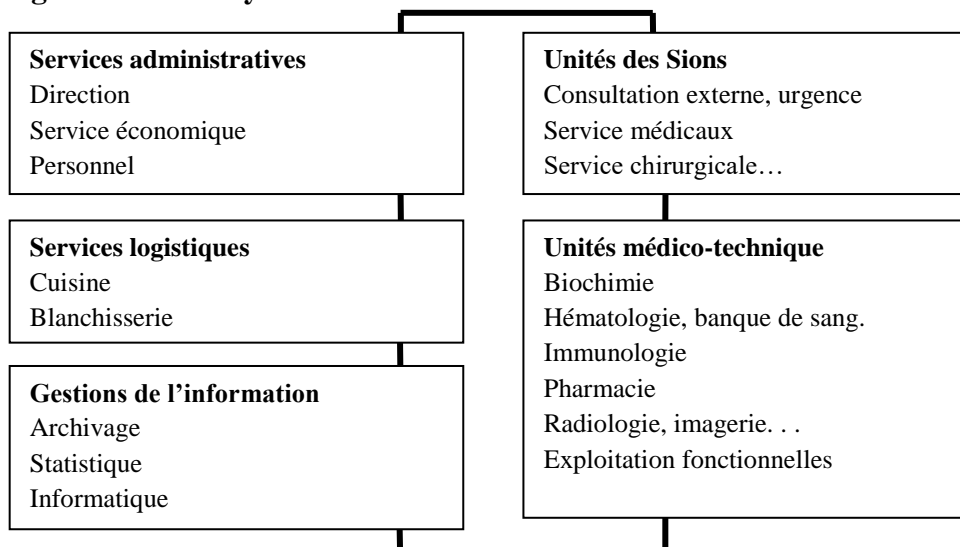 Services administratives
Direction
Service économique
Personnel
Unités des Sions
Consultation externe, urgence
Service médicaux
Service chirurgicale…
Services logistiques
Cuisine
Blanchisserie
Unités médico-technique
Biochimie
Hématologie, banque de sang.
Immunologie
Pharmacie
Radiologie, imagerie. . .
Exploitation fonctionnelles
Gestions de l’information
Archivage
Statistique
Informatique